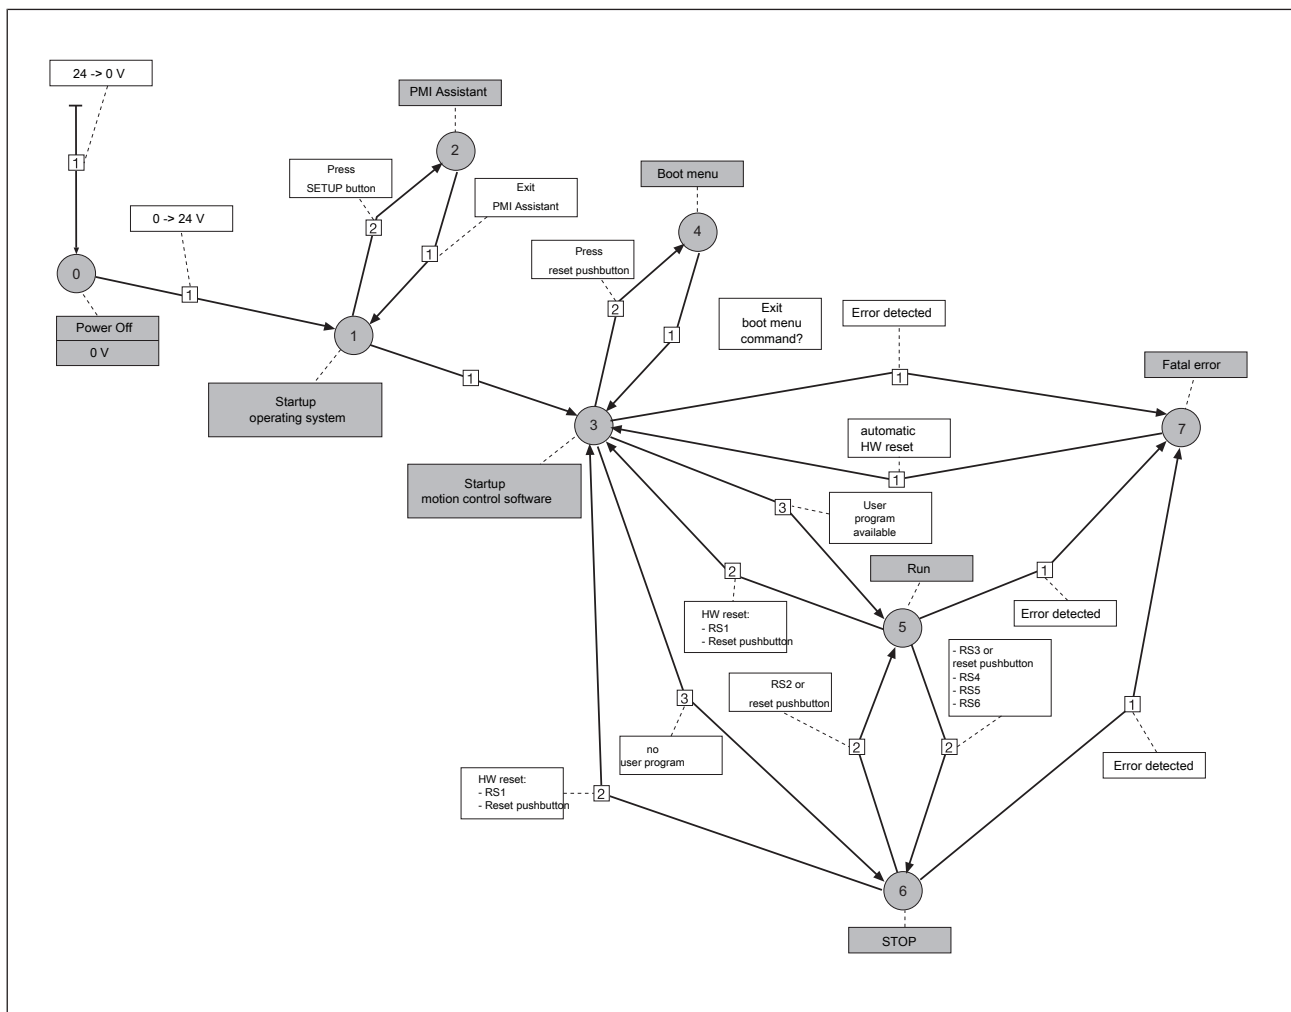 24 -> 0 V
PMI Assistant
1
2
Press
SETUP button
Exit
PMI Assistant
Boot menu
0 -> 24 V
2
4
1
Press
reset pushbutton
0
1
2
Exit
boot menu
command?
Error detected
Power Off
0 V
1
1
Fatal error
Startup
operating system
1
1
3
7
automatic
HW reset
Startup
motion control software
1
3
User
program
available
2
Run
1
HW reset:
- RS1
- Reset pushbutton
5
Error detected
- RS3 or
reset pushbutton
- RS4
- RS5
- RS6
RS2 or
reset pushbutton
3
1
no
user program
2
2
Error detected
HW reset:
- RS1
- Reset pushbutton
2
6
STOP